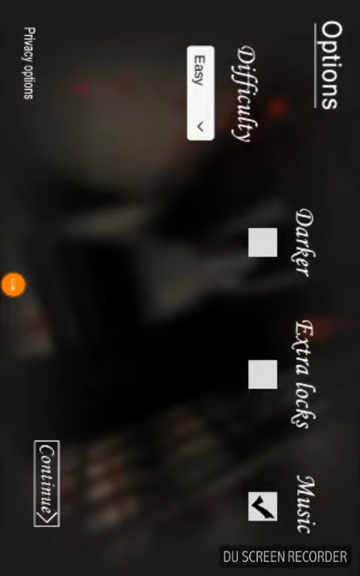 Options
Difficulty
Easy
Darker
Extra locks
Music
Privacy options
Continue
DU SCREEN RECORDER